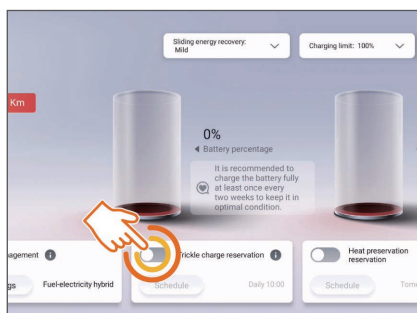 Sliding energy recovery:
Mild
Charging limit: 100%
Km
0%
Battery percentage
It is recommended to
charge the battery fully
at least once every
two weeks to keep it in
optimal condition.
agement
Trickle charge reservation
Heat preservation
reservation
gs
Fuel-electricity hybrid
Schedule
Daily 10:00
Schedule
Tom